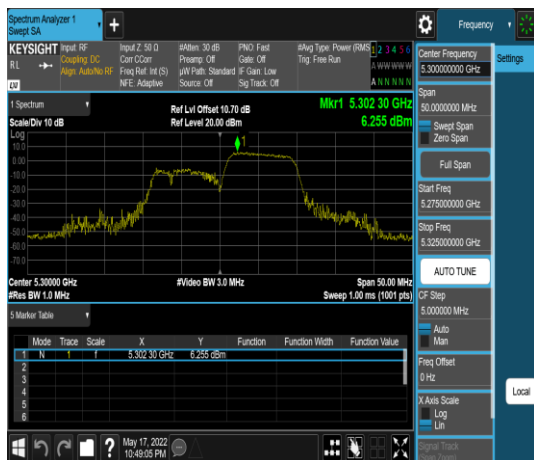 Spectrum Analyzer 1
Swept SA
+
Frequency
KEYSIGHT
Input: RF
Input Z: 50 Ω
#Atten: 30 dB
PNO: Fast
#Avg Type: Power (RMS)
1 2 3 4 5 6
RL
Coupling: DC
Corr CCorr
Preamp: Off
Gate: Off
Trig: Free Run
A W W W W W
Align: Auto/No RF
Freq Ref: Int (S)
µW Path: Standard
IF Gain: Low
NFE: Adaptive
Source: Off
Sig Track: Off
A N N N N N
LXI
1 Spectrum
Ref Lvl Offset 10.70 dB
Mkr1 5.302 30 GHz
Scale/Div 10 dB
Ref Level 20.00 dBm
6.255 dBm
Log
1
10.0
0.00
-10.0
-20.0
-30.0
-40.0
-50.0
-60.0
-70.0
Center 5.30000 GHz
#Video BW 3.0 MHz
Span 50.00 MHz
#Res BW 1.0 MHz
Sweep 1.00 ms (1001 pts)
5 Marker Table
Mode Trace Scale X Y Function Function Width Function Value
1 N 1 f 5.302 30 GHz 6.255 dBm
2
3
4
5
6
May 17, 2022
10:49:05 PM
?
Center Frequency
5.300000000 GHz
Settings
Span
50.0000000 MHz
Swept Span
Zero Span
Full Span
Start Freq
5.275000000 GHz
Stop Freq
5.325000000 GHz
AUTO TUNE
CF Step
5.000000 MHz
Auto
Man
Freq Offset
0 Hz
Local
X Axis Scale
Log
Lin
Signal Track
(Span Zoom)